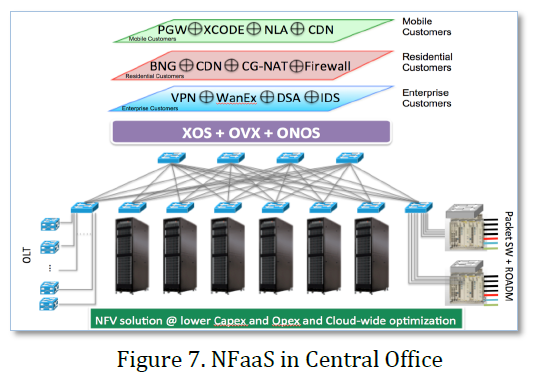 PGW⊕XCODE⊕NLA⊕CDN
Mobile Customers
Mobile
Customers
BNG⊕CDN⊕CG-NAT⊕Firewall
Residential Customers
Residential
Customers
VPN⊕WanEx⊕DSA⊕IDS
Enterprise Customers
Enterprise
Customers
XOS + OVX + ONOS
OLT
Packet SW + ROADM
NFV solution @ lower Capex and Opex and Cloud-wide optimization
Figure 7. NFaaS in Central Office